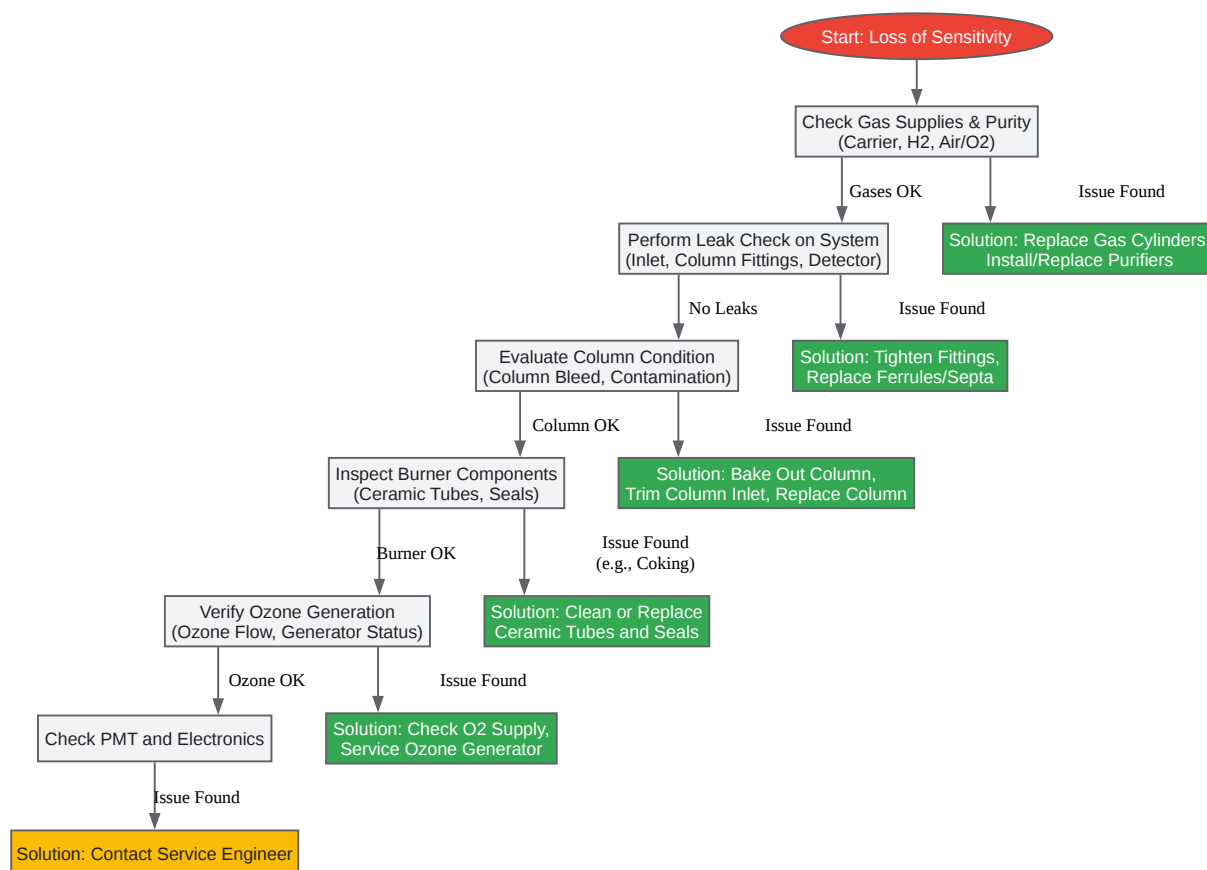 Start: Loss of Sensitivity
Check Gas Supplies & Purity
(Carrier, H2, Air/O2)
Gases OK
Issue Found
Perform Leak Check on System
(Inlet, Column Fittings, Detector)
Solution: Replace Gas Cylinders,
Install/Replace Purifiers
No Leaks
Issue Found
Evaluate Column Condition
(Column Bleed, Contamination)
Solution: Tighten Fittings,
Replace Ferrules/Septa
Column OK
Issue Found
Inspect Burner Components
(Ceramic Tubes, Seals)
Solution: Bake Out Column,
Trim Column Inlet, Replace Column
Burner OK
Issue Found
(e.g., Coking)
Verify Ozone Generation
(Ozone Flow, Generator Status)
Solution: Clean or Replace
Ceramic Tubes and Seals
Ozone OK
Issue Found
Check PMT and Electronics
Solution: Check O2 Supply,
Service Ozone Generator
Issue Found
Solution: Contact Service Engineer